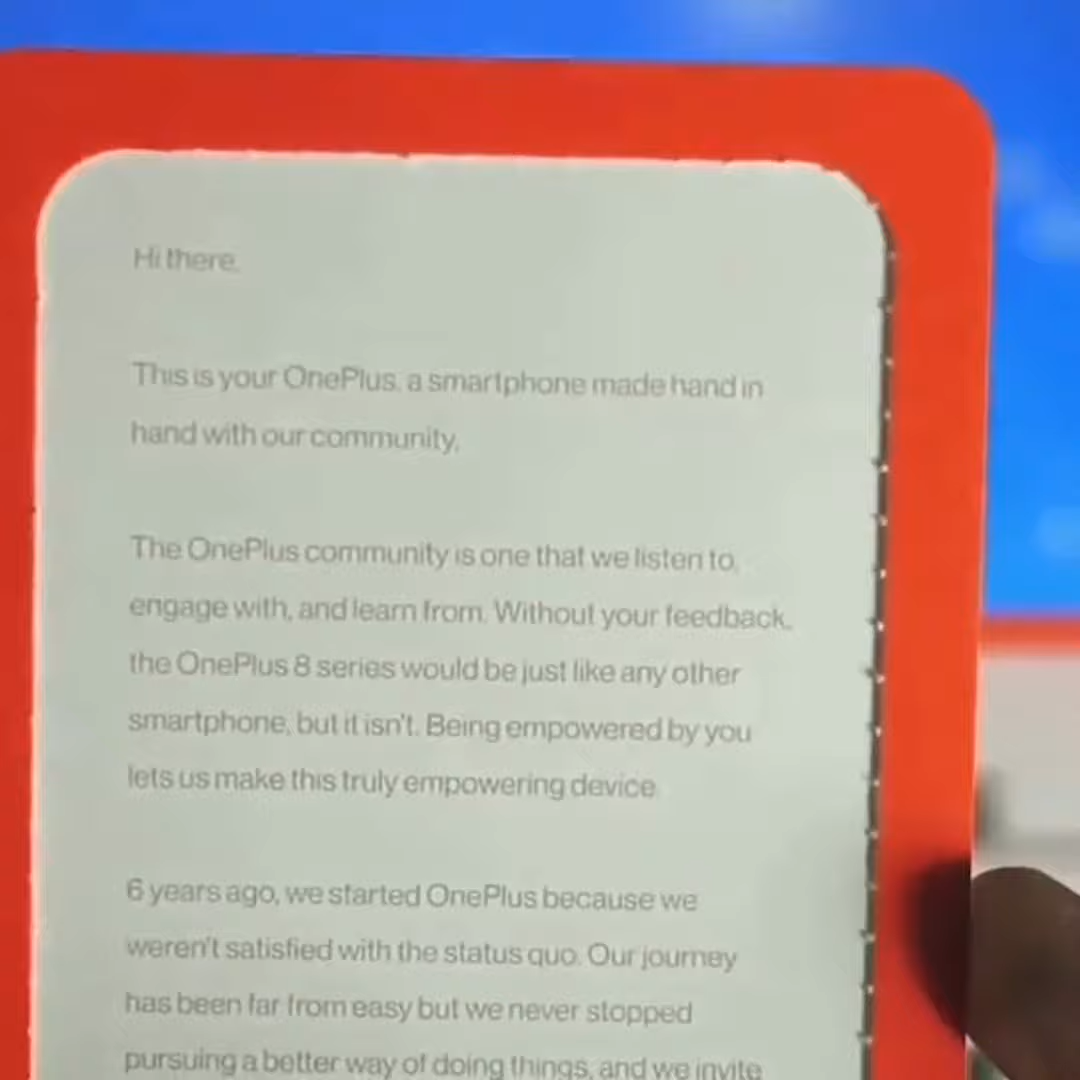 Hi there,
This is your OnePlus, a smartphone made hand in
hand with our community.
The OnePlus community is one that we listen to,
engage with, and learn from. Without your feedback,
the OnePlus 8 series would be just like any other
smartphone, but it isn't. Being empowered by you
lets us make this truly empowering device.
6 years ago, we started OnePlus because we
weren't satisfied with the status quo. Our journey
has been far from easy but we never stopped
pursuing a better way of doing things, and we invite